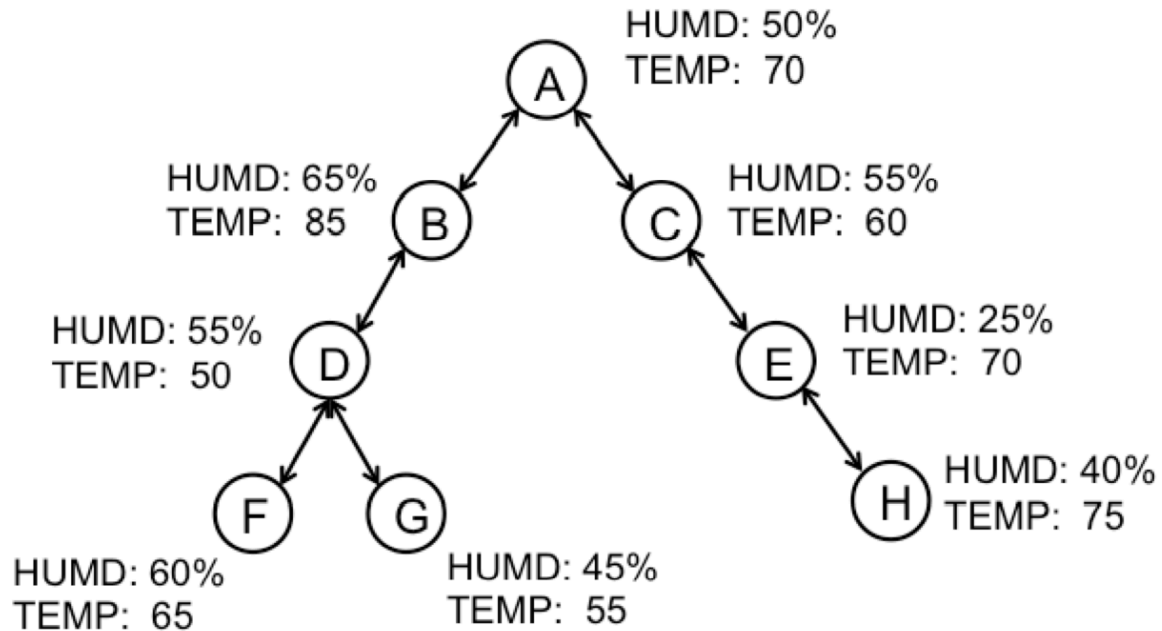 HUMD: 50%
TEMP: 70
A
HUMD: 65%
TEMP: 85
B
C
HUMD: 55%
TEMP: 60
HUMD: 55%
TEMP: 50
D
E
HUMD: 25%
TEMP: 70
F
G
H
HUMD: 40%
TEMP: 75
HUMD: 60%
TEMP: 65
HUMD: 45%
TEMP: 55